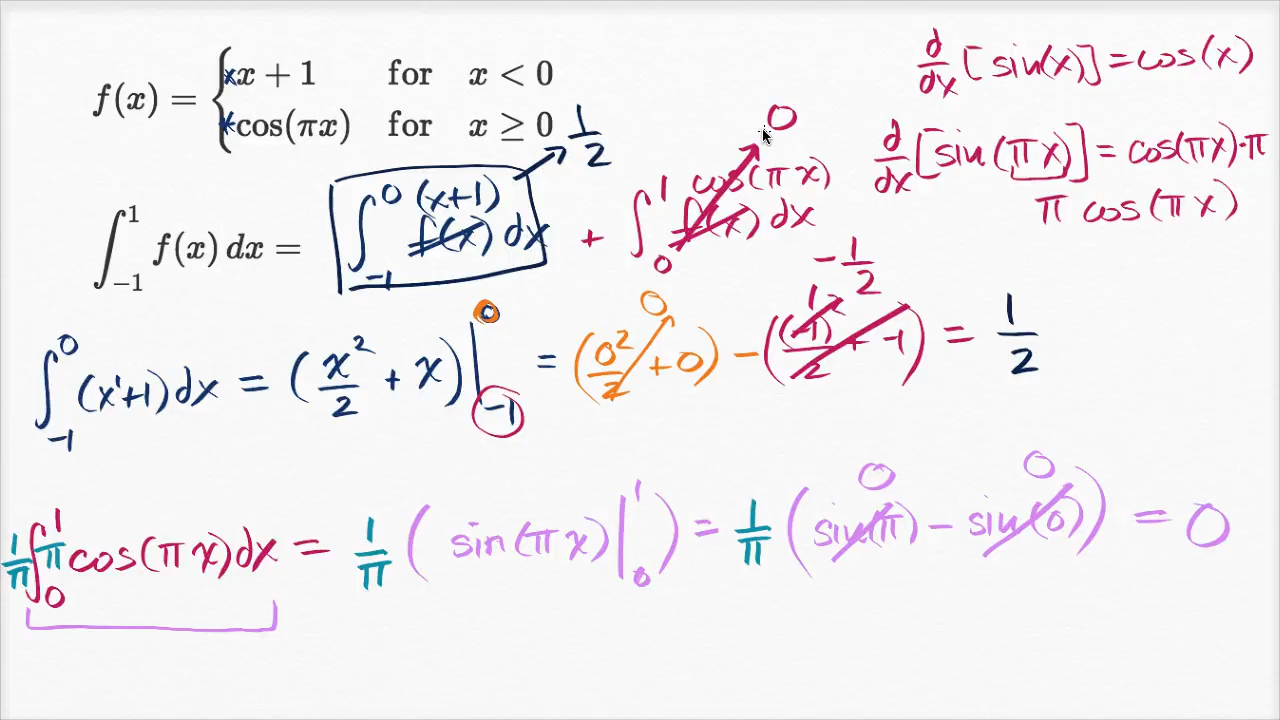 f(x) = { x + 1 for x < 0
cos(πx) for x ≥ 0
1/2
0
d/dx [sin(x)] = cos(x)
d/dx [sin(πx)] = cos(πx)·π
π cos(πx)
∫_{-1}^{1} f(x) dx = ∫_{-1}^{0} (x+1) f(x) dx + ∫_{0}^{1} cos(πx) f(x) dx
∫_{-1}^{0} (x¹+1) dx = (x²/2 + x) |_{-1}^{0} = (0²/2 + 0) 0 − ((-1)²/2 + -1) 1 -1/2 = 1/2
1/π ∫_{0}^{1} π cos(πx) dx = 1/π ( sin(πx) |_{0}^{1} ) = 1/π ( sin(π) 0 − sin(0) 0 ) = 0